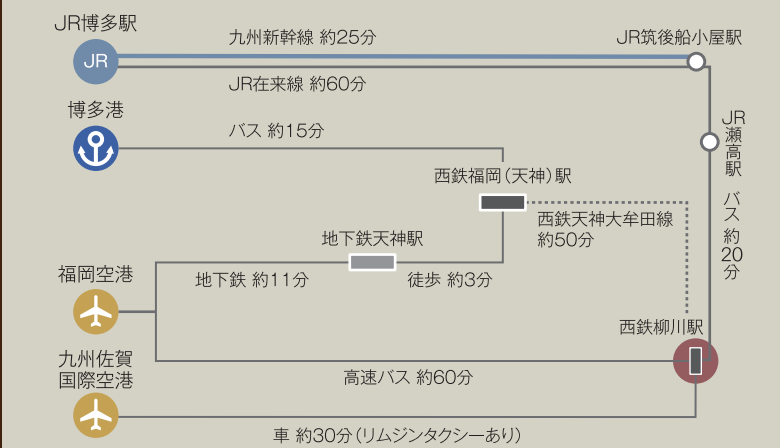 JR博多駅
JR
九州新幹線 約25分
JR筑後船小屋駅
JR在来線 約60分
博多港
バス 約15分
JR瀬高駅
バス 約20分
西鉄福岡(天神)駅
西鉄天神大牟田線
約50分
地下鉄天神駅
地下鉄 約11分
徒歩 約3分
福岡空港
西鉄柳川駅
高速バス 約60分
九州佐賀
国際空港
車 約30分(リムジンタクシーあり)